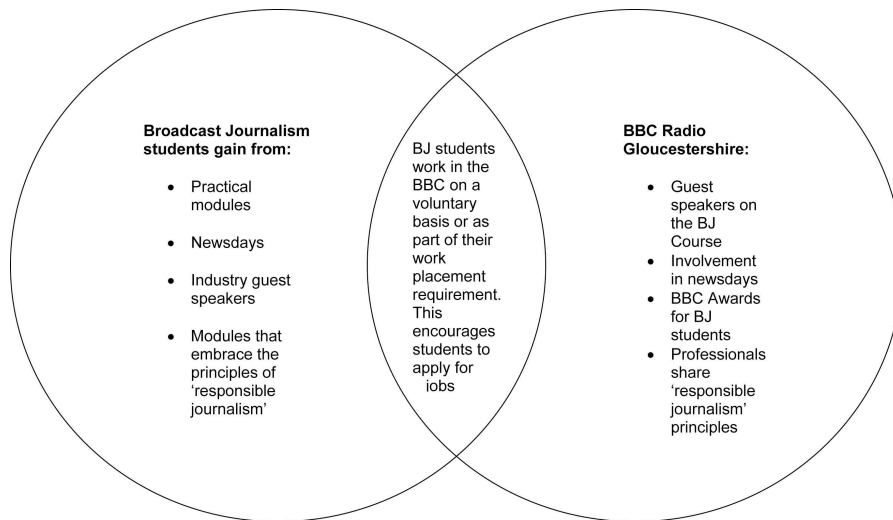 Broadcast Journalism
students gain from:
• Practical
modules
• Newsdays
• Industry guest
speakers
• Modules that
embrace the
principles of
‘responsible
journalism’
BJ students
work in the
BBC on a
voluntary
basis or as
part of their
work
placement
requirement.
This
encourages
students to
apply for
jobs
BBC Radio
Gloucestershire:
• Guest
speakers on
the BJ
Course
• Involvement
in newsdays
• BBC Awards
for BJ
students
• Professionals
share
‘responsible
journalism’
principles